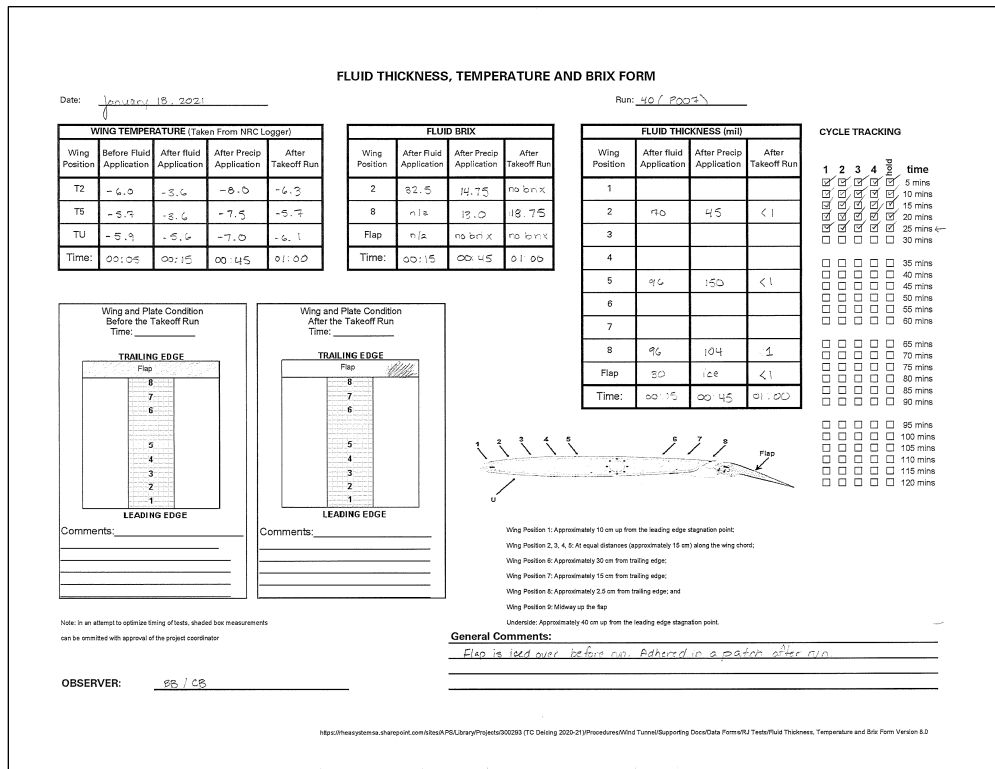 FLUID THICKNESS, TEMPERATURE AND BRIX FORM
Date: January 18, 2021
Run: 40 ( P007 )
WING TEMPERATURE (Taken From NRC Logger)
Wing Position Before Fluid Application After fluid Application After Precip Application After Takeoff Run
T2 -6.0 -3.6 -8.0 -6.3
T5 -5.7 -3.6 -7.5 -5.7
TU -5.9 -5.6 -7.0 -6.1
Time: 00:05 00:15 00:45 01:00
FLUID BRIX
Wing Position After Fluid Application After Precip Application After Takeoff Run
2 32.5 14.75 no brix
8 n/a 13.0 18.75
Flap n/a no brix no brix
Time: 00:15 00:45 01:00
FLUID THICKNESS (mil)
Wing Position After fluid Application After Precip Application After Takeoff Run
1
2 70 45 <1
3
4
5 96 150 <1
6
7
8 96 104 1
Flap 30 ice <1
Time: 00:15 00:45 01:00
CYCLE TRACKING
1 2 3 4 hold time
5 mins
10 mins
15 mins
20 mins
25 mins ←
30 mins
35 mins
40 mins
45 mins
50 mins
55 mins
60 mins
65 mins
70 mins
75 mins
80 mins
85 mins
90 mins
95 mins
100 mins
105 mins
110 mins
115 mins
120 mins
Wing and Plate Condition
Before the Takeoff Run
Time:
TRAILING EDGE
Flap
8
7
6
5
4
3
2
1
LEADING EDGE
Comments:
Wing and Plate Condition
After the Takeoff Run
Time:
TRAILING EDGE
Flap
8
7
6
5
4
3
2
1
LEADING EDGE
Comments:
1 2 3 4 5 6 7 8 Flap
U
Wing Position 1: Approximately 10 cm up from the leading edge stagnation point;
Wing Position 2, 3, 4, 5: At equal distances (approximately 15 cm) along the wing chord;
Wing Position 6: Approximately 30 cm from trailing edge;
Wing Position 7: Approximately 15 cm from trailing edge;
Wing Position 8: Approximately 2.5 cm from trailing edge; and
Wing Position 9: Midway up the flap
Underside: Approximately 40 cm up from the leading edge stagnation point.
Note: In an attempt to optimize timing of tests, shaded box measurements
can be ommitted with approval of the project coordinator
General Comments:
Flap is iced over before run. Adhered in a patch after run.
OBSERVER: BB / CB
https://rheasystemsa.sharepoint.com/sites/APS/Library/Projects/300293 (TC Deicing 2020-21)/Procedures/Wind Tunnel/Supporting Docs/Data Forms/RJ Tests/Fluid Thickness, Temperature and Brix Form Version 8.0